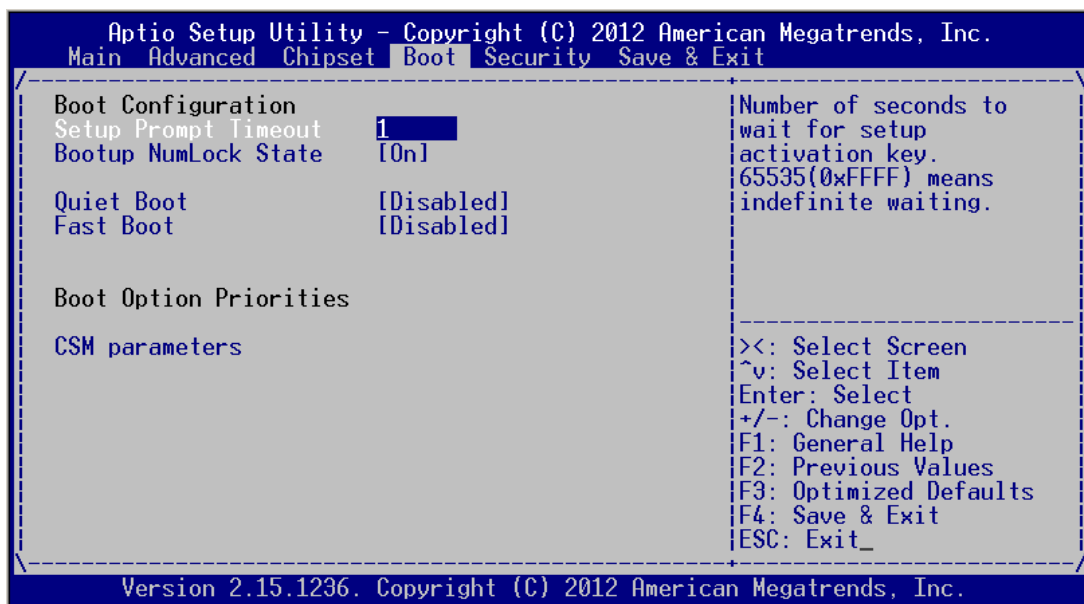 Aptio Setup Utility – Copyright (C) 2012 American Megatrends, Inc.
Main Advanced Chipset Boot Security Save & Exit
Boot Configuration
Setup Prompt Timeout 1
Bootup NumLock State [On]
Quiet Boot [Disabled]
Fast Boot [Disabled]
Boot Option Priorities
CSM parameters
Number of seconds to
wait for setup
activation key.
65535(0xFFFF) means
indefinite waiting.
><: Select Screen
^v: Select Item
Enter: Select
+/-: Change Opt.
F1: General Help
F2: Previous Values
F3: Optimized Defaults
F4: Save & Exit
ESC: Exit_
Version 2.15.1236. Copyright (C) 2012 American Megatrends, Inc.